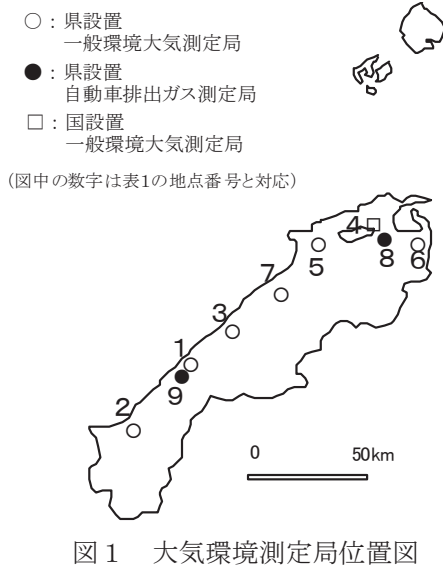 ○：県設置
一般環境大気測定局
●：県設置
自動車排出ガス測定局
□：国設置
一般環境大気測定局
（図中の数字は表1の地点番号と対応）
4
5
8
6
7
3
1
9
2
0
50km
図１　大気環境測定局位置図